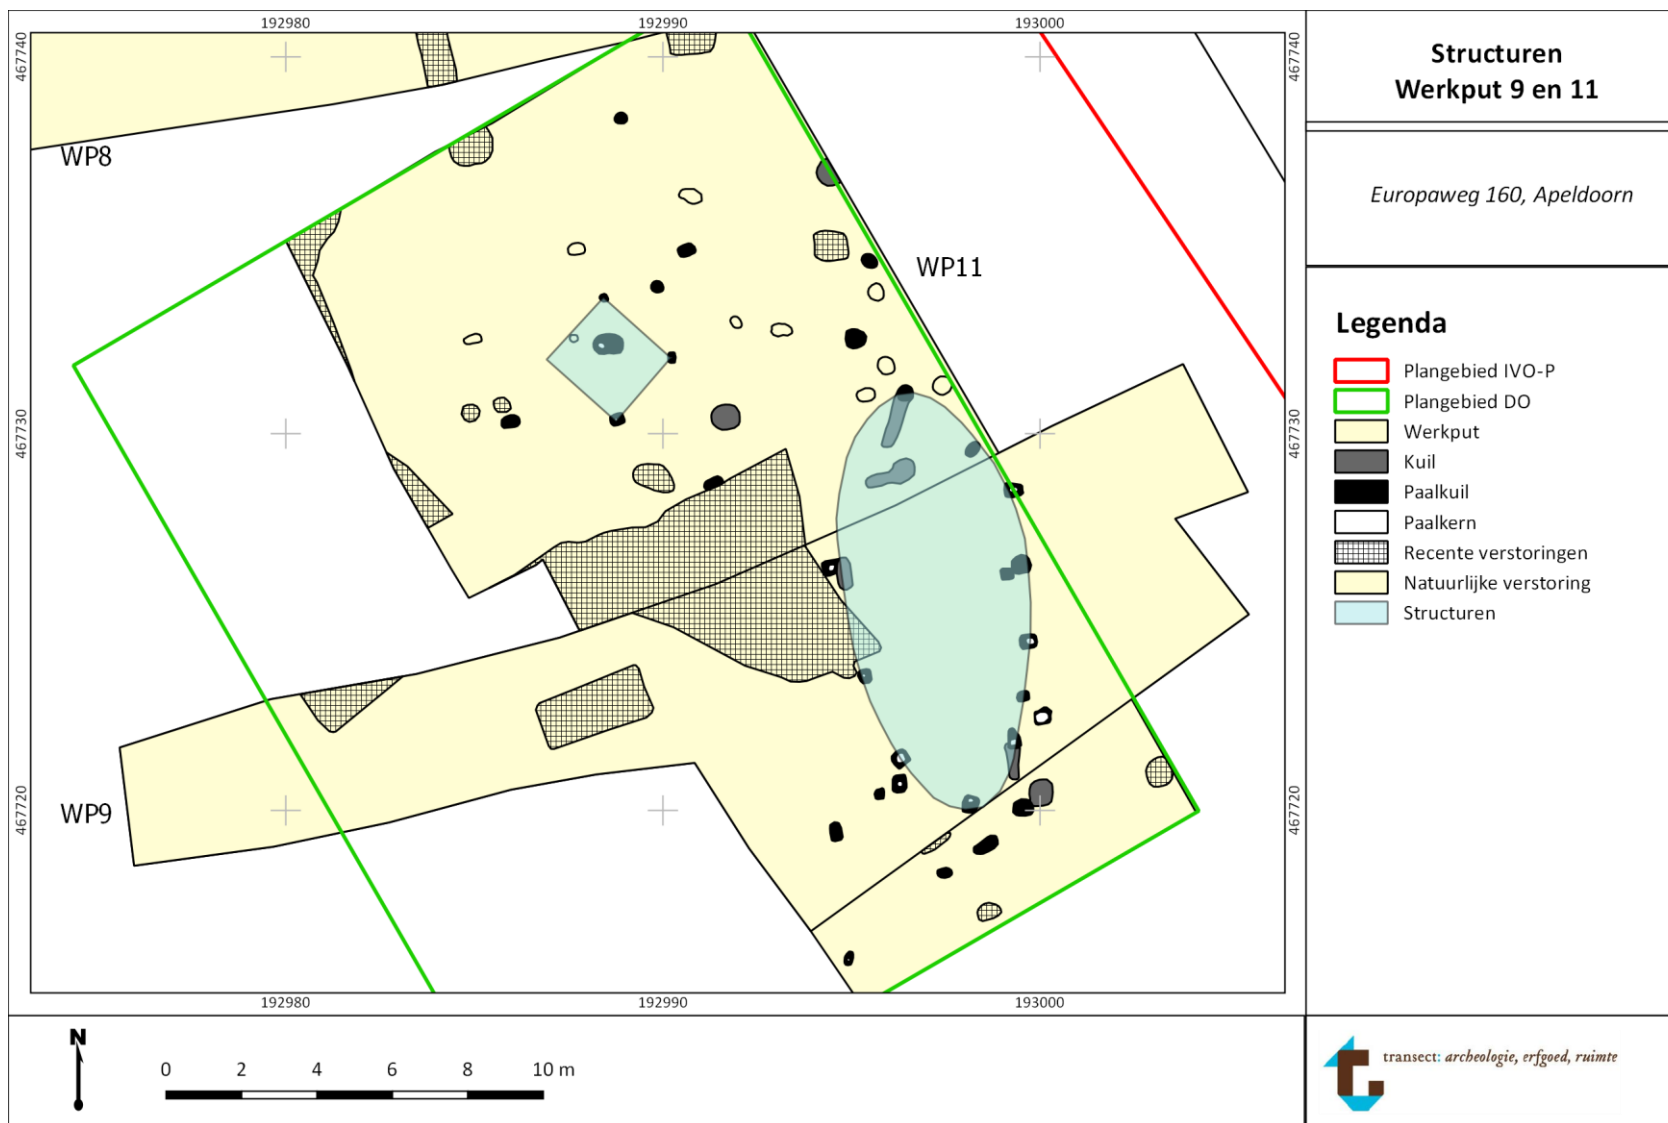 192980
192990
193000
467740
467740
WP8
WP11
467730
467730
WP9
467720
467720
192980
192990
193000
Structuren
Werkput 9 en 11
Europaweg 160, Apeldoorn
Legenda
Plangebied IVO-P
Plangebied DO
Werkput
Kuil
Paalkuil
Paalkern
Recente verstoringen
Natuurlijke verstoring
Structuren
N
0 2 4 6 8 10 m
transect: archeologie, erfgoed, ruimte